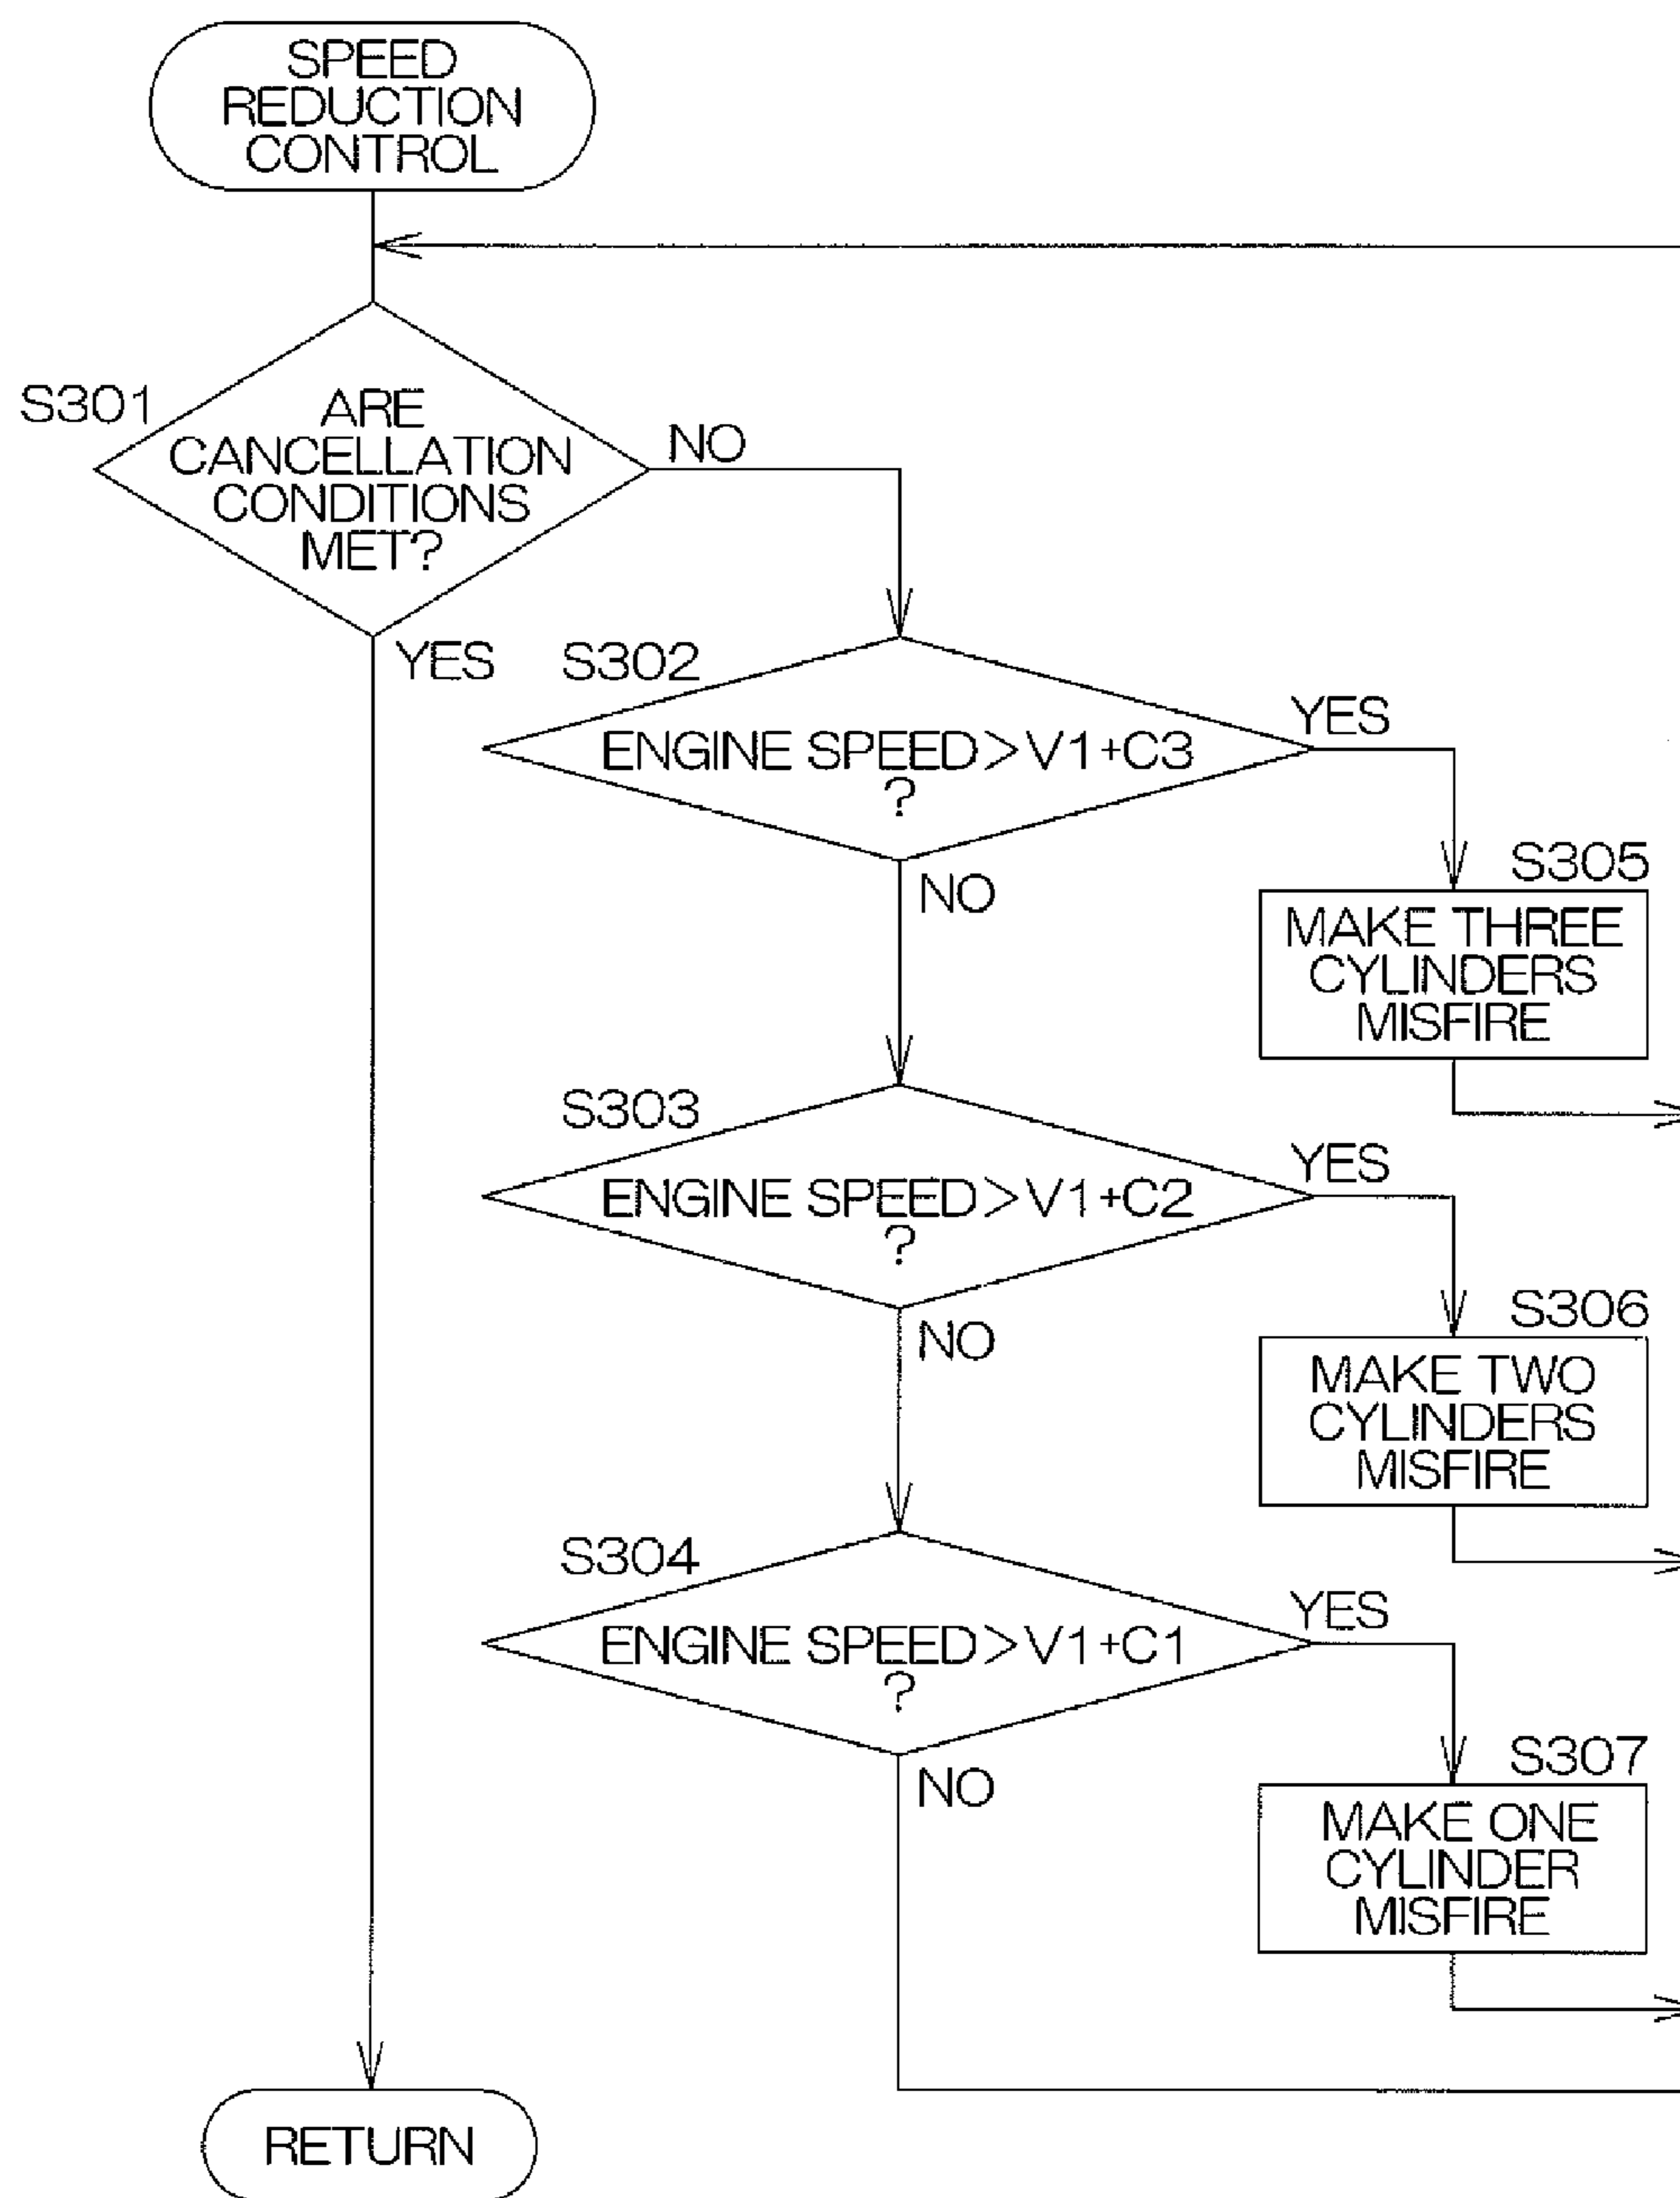 SPEED
REDUCTION
CONTROL
S301
ARE
CANCELLATION
CONDITIONS
MET?
NO
YES
S302
ENGINE SPEED>V1+C3
?
YES
NO
S305
MAKE THREE
CYLINDERS
MISFIRE
S303
ENGINE SPEED>V1+C2
?
YES
NO
S306
MAKE TWO
CYLINDERS
MISFIRE
S304
ENGINE SPEED>V1+C1
?
YES
NO
S307
MAKE ONE
CYLINDER
MISFIRE
RETURN